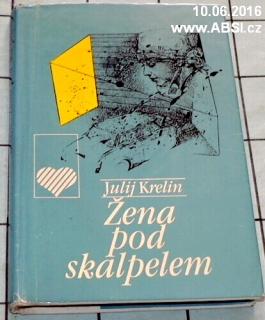 10.06.2016
www.ABSI.cz
Julij Krelin
Žena
pod
skalpelem